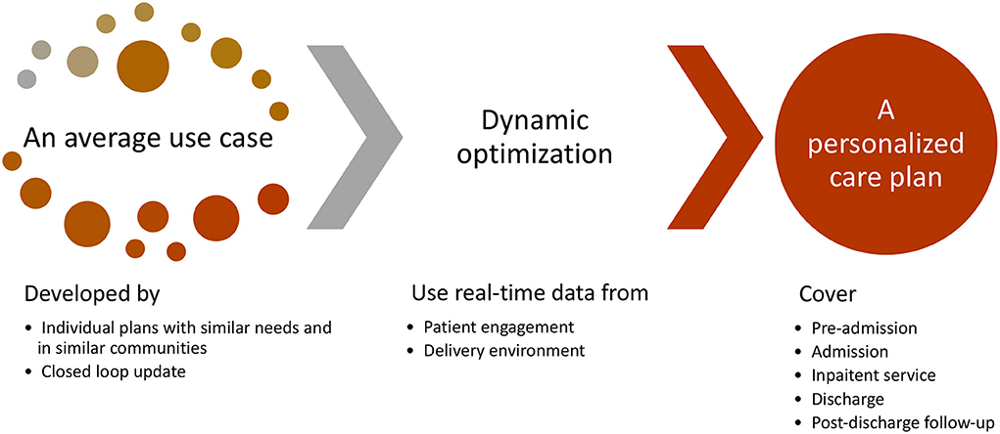 An average use case
Dynamic
optimization
A
personalized
care plan
Developed by
• Individual plans with similar needs and
in similar communities
• Closed loop update
Use real-time data from
• Patient engagement
• Delivery environment
Cover
• Pre-admission
• Admission
• Inpaitent service
• Discharge
• Post-discharge follow-up